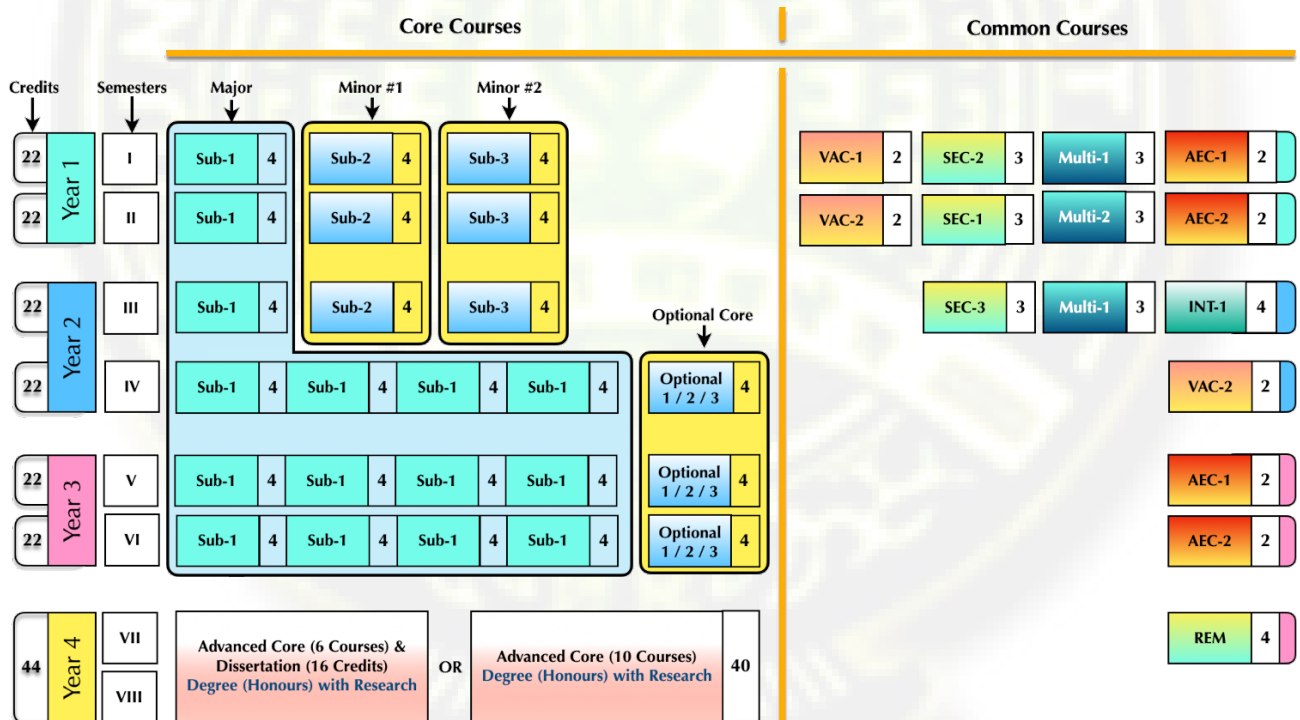 Core Courses
Common Courses
Credits Semesters Major Minor #1 Minor #2
22 Year 1 I Sub-1 4 Sub-2 4 Sub-3 4 VAC-1 2 SEC-2 3 Multi-1 3 AEC-1 2
22 II Sub-1 4 Sub-2 4 Sub-3 4 VAC-2 2 SEC-1 3 Multi-2 3 AEC-2 2
22 Year 2 III Sub-1 4 Sub-2 4 Sub-3 4 SEC-3 3 Multi-1 3 INT-1 4
Optional Core
22 IV Sub-1 4 Sub-1 4 Sub-1 4 Sub-1 4 Optional 4 VAC-2 2
1 / 2 / 3
22 Year 3 V Sub-1 4 Sub-1 4 Sub-1 4 Sub-1 4 Optional 4 AEC-1 2
1 / 2 / 3
22 VI Sub-1 4 Sub-1 4 Sub-1 4 Sub-1 4 Optional 4 AEC-2 2
1 / 2 / 3
44 Year 4 VII
VIII
Advanced Core (6 Courses) &
Dissertation (16 Credits)
Degree (Honours) with Research
OR
Advanced Core (10 Courses)
Degree (Honours) with Research
40
REM 4